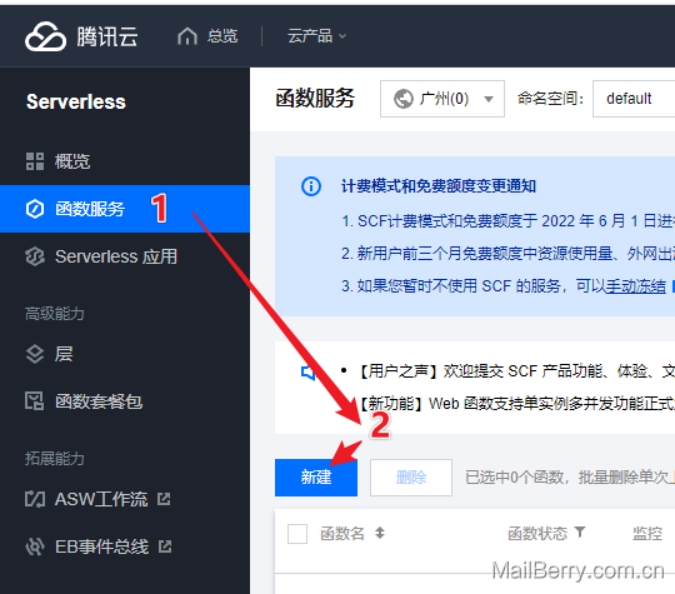 腾讯云 总览 云产品
Serverless
概览
函数服务 1
Serverless 应用
高级能力
层
函数套餐包
拓展能力
ASW工作流
EB事件总线
函数服务 广州(0) 命名空间: default
计费模式和免费额度变更通知
1. SCF计费模式和免费额度于 2022 年 6 月 1 日进
2. 新用户前三个月免费额度中资源使用量、外网出
3. 如果您暂时不使用 SCF 的服务，可以手动冻结
• 【用户之声】欢迎提交 SCF 产品功能、体验、文
【新功能】Web 函数支持单实例多并发功能正式
2
新建 删除 已选中0个函数，批量删除单次
函数名 函数状态 监控
MailBerry.com.cn